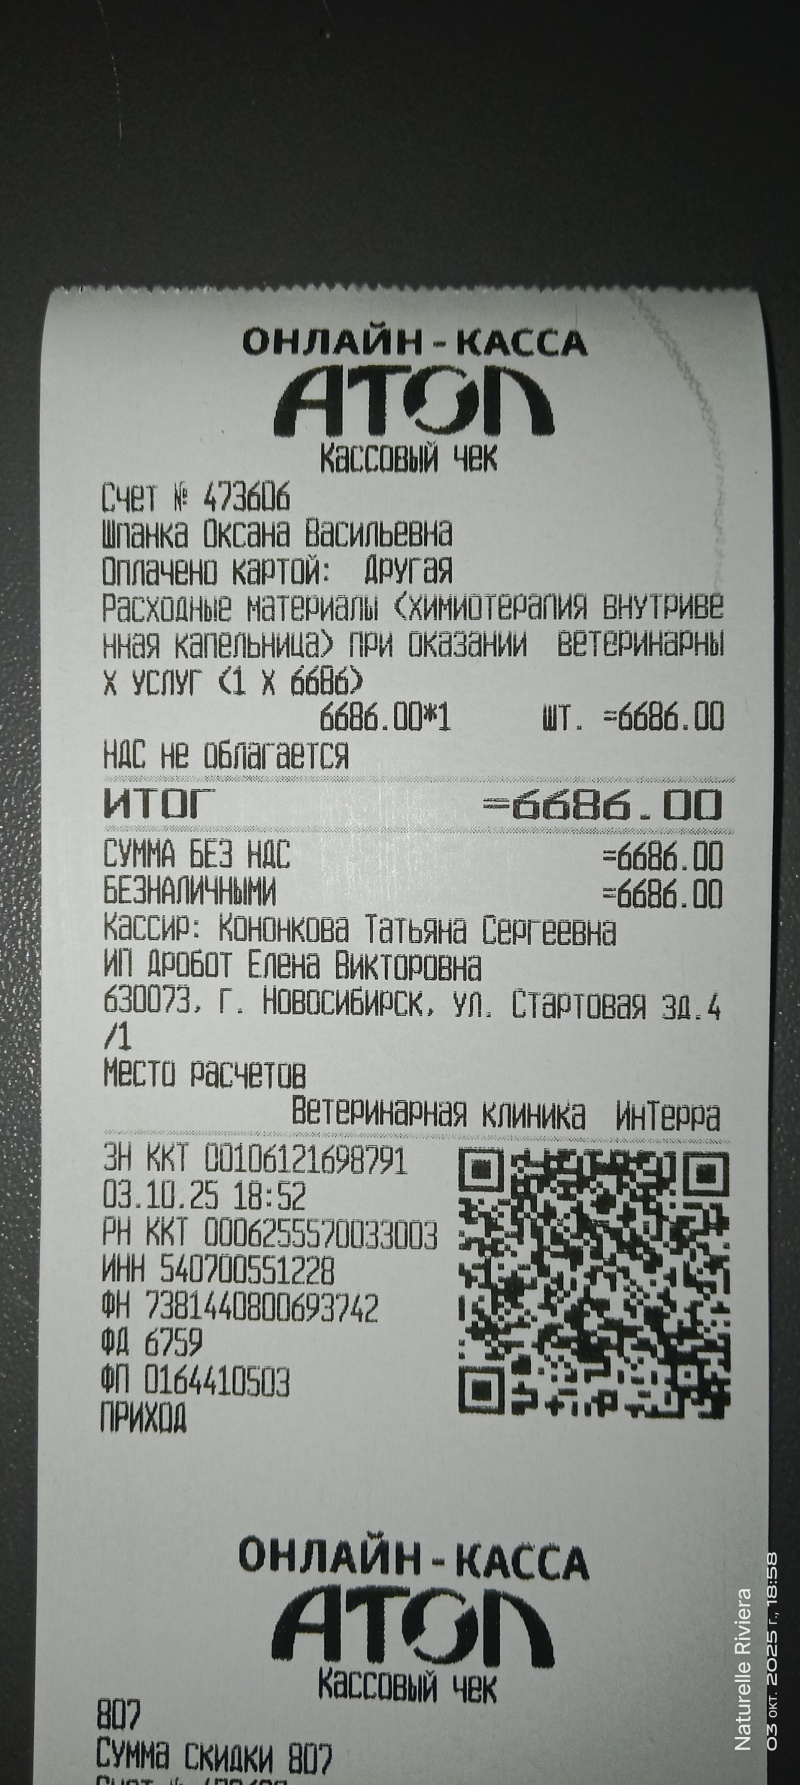 ОНЛАЙН-КАССА
АТОЛ
Кассовый чек
Счет № 473606
Шпанка Оксана Васильевна
Оплачено картой: Другая
Расходные материалы (химиотерапия внутриве
нная капельница) при оказании ветеринарны
х услуг (1 X 6686)
6686.00*1 шт. =6686.00
НДС не облагается
ИТОГ =6686.00
СУММА БЕЗ НДС =6686.00
БЕЗНАЛИЧНЫМИ =6686.00
Кассир: Кононкова Татьяна Сергеевна
ИП Дробот Елена Викторовна
630073, г. Новосибирск, ул. Стартовая зд.4
/1
Место расчетов
Ветеринарная клиника ИнТерра
ЗН ККТ 00106121698791
03.10.25 18:52
РН ККТ 0006255570033003
ИНН 540700551228
ФН 7381440800693742
ФД 6759
ФП 0164410503
ПРИХОД
ОНЛАЙН-КАССА
АТОЛ
Кассовый чек
807
Сумма скидки 807
Счет №
Naturelle Riviera
03 окт. 2025 г., 18:58